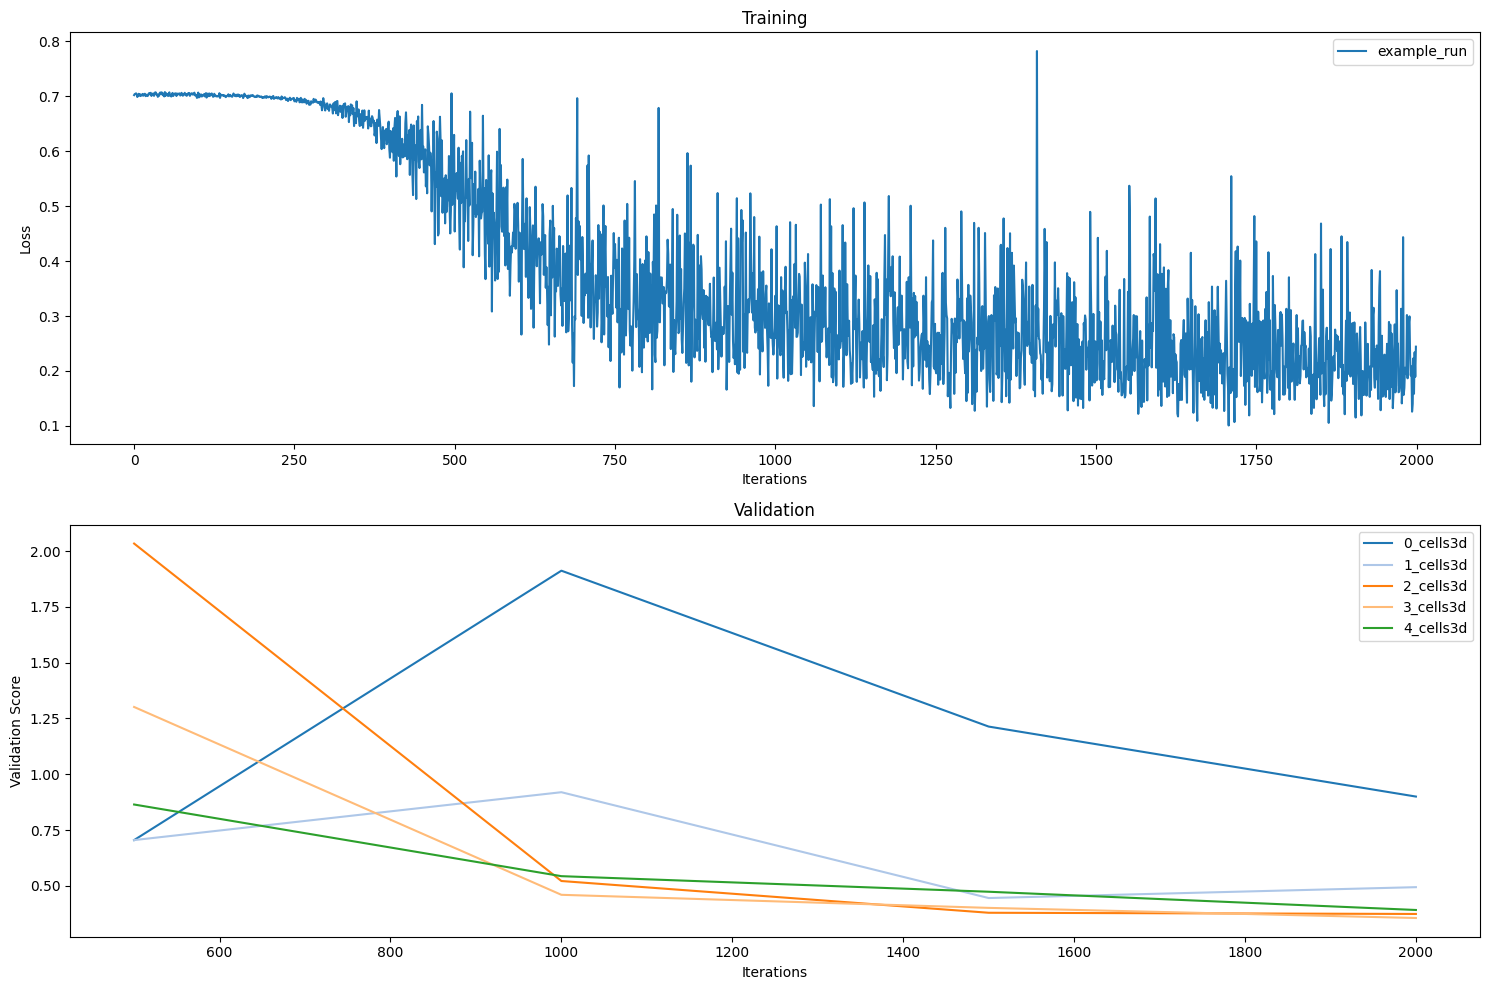 Training
example_run
0.8
0.7
0.6
0.5
0.4
0.3
0.2
0.1
Loss
0 250 500 750 1000 1250 1500 1750 2000
Iterations
Validation
0_cells3d
1_cells3d
2_cells3d
3_cells3d
4_cells3d
2.00
1.75
1.50
1.25
1.00
0.75
0.50
Validation Score
600 800 1000 1200 1400 1600 1800 2000
Iterations